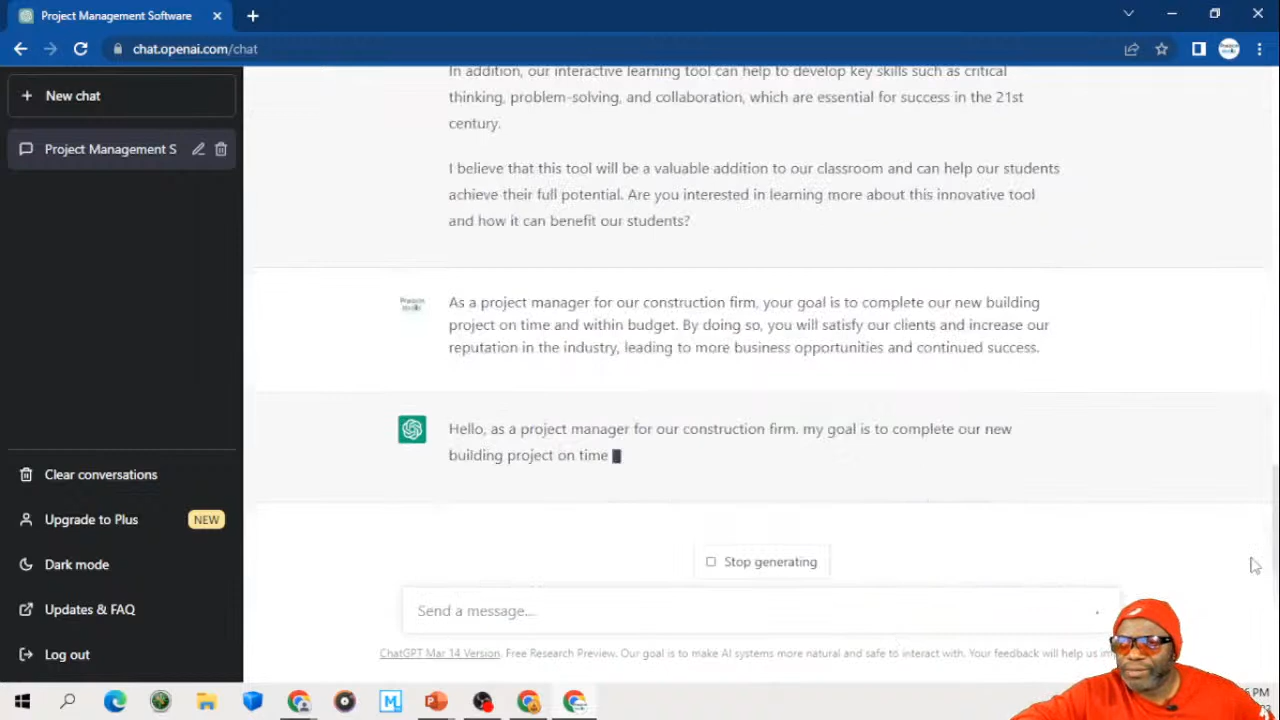 Project Management Software
chat.openai.com/chat
New chat
Project Management S
In addition, our interactive learning tool can help to develop key skills such as critical
thinking, problem-solving, and collaboration, which are essential for success in the 21st
century.
I believe that this tool will be a valuable addition to our classroom and can help our students
achieve their full potential. Are you interested in learning more about this innovative tool
and how it can benefit our students?
As a project manager for our construction firm, your goal is to complete our new building
project on time and within budget. By doing so, you will satisfy our clients and increase our
reputation in the industry, leading to more business opportunities and continued success.
Hello, as a project manager for our construction firm. my goal is to complete our new
building project on time
Clear conversations
Upgrade to Plus NEW
Dark mode
Updates & FAQ
Log out
Stop generating
Send a message...
ChatGPT Mar 14 Version. Free Research Preview. Our goal is to make AI systems more natural and safe to interact with. Your feedback will help us
PM